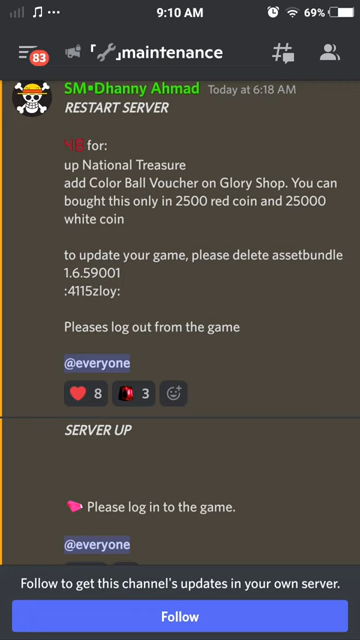 9:10 AM
69%
83
「🔧」maintenance
SM▪Dhanny Ahmad Today at 6:18 AM
RESTART SERVER
for:
up National Treasure
add Color Ball Voucher on Glory Shop. You can
bought this only in 2500 red coin and 25000
white coin
to update your game, please delete assetbundle
1.6.59001
:4115zloy:
Pleases log out from the game
@everyone
8 3
SERVER UP
Please log in to the game.
@everyone
Follow to get this channel's updates in your own server.
Follow